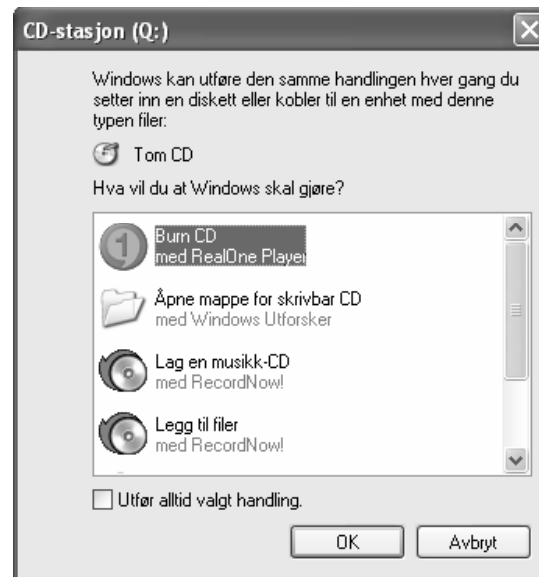 CD-stasjon (Q:)
Windows kan utføre den samme handlingen hver gang du
setter inn en diskett eller kobler til en enhet med denne
typen filer:
Tom CD
Hva vil du at Windows skal gjøre?
Burn CD
med RealOne Player
Åpne mappe for skrivbar CD
med Windows Utforsker
Lag en musikk-CD
med RecordNow!
Legg til filer
med RecordNow!
Utfør alltid valgt handling.
OK
Avbryt